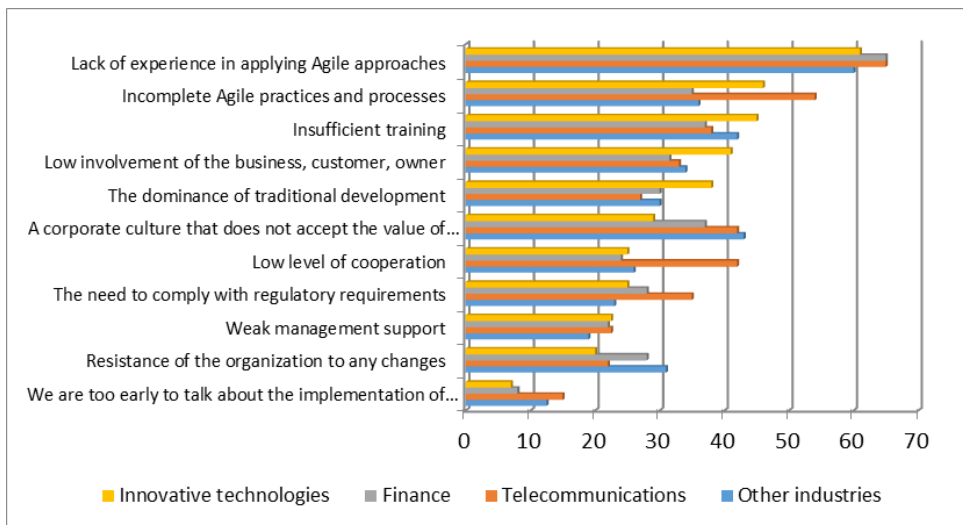 Lack of experience in applying Agile approaches
Incomplete Agile practices and processes
Insufficient training
Low involvement of the business, customer, owner
The dominance of traditional development
A corporate culture that does not accept the value of...
Low level of cooperation
The need to comply with regulatory requirements
Weak management support
Resistance of the organization to any changes
We are too early to talk about the implementation of...
0 10 20 30 40 50 60 70
Innovative technologies Finance Telecommunications Other industries